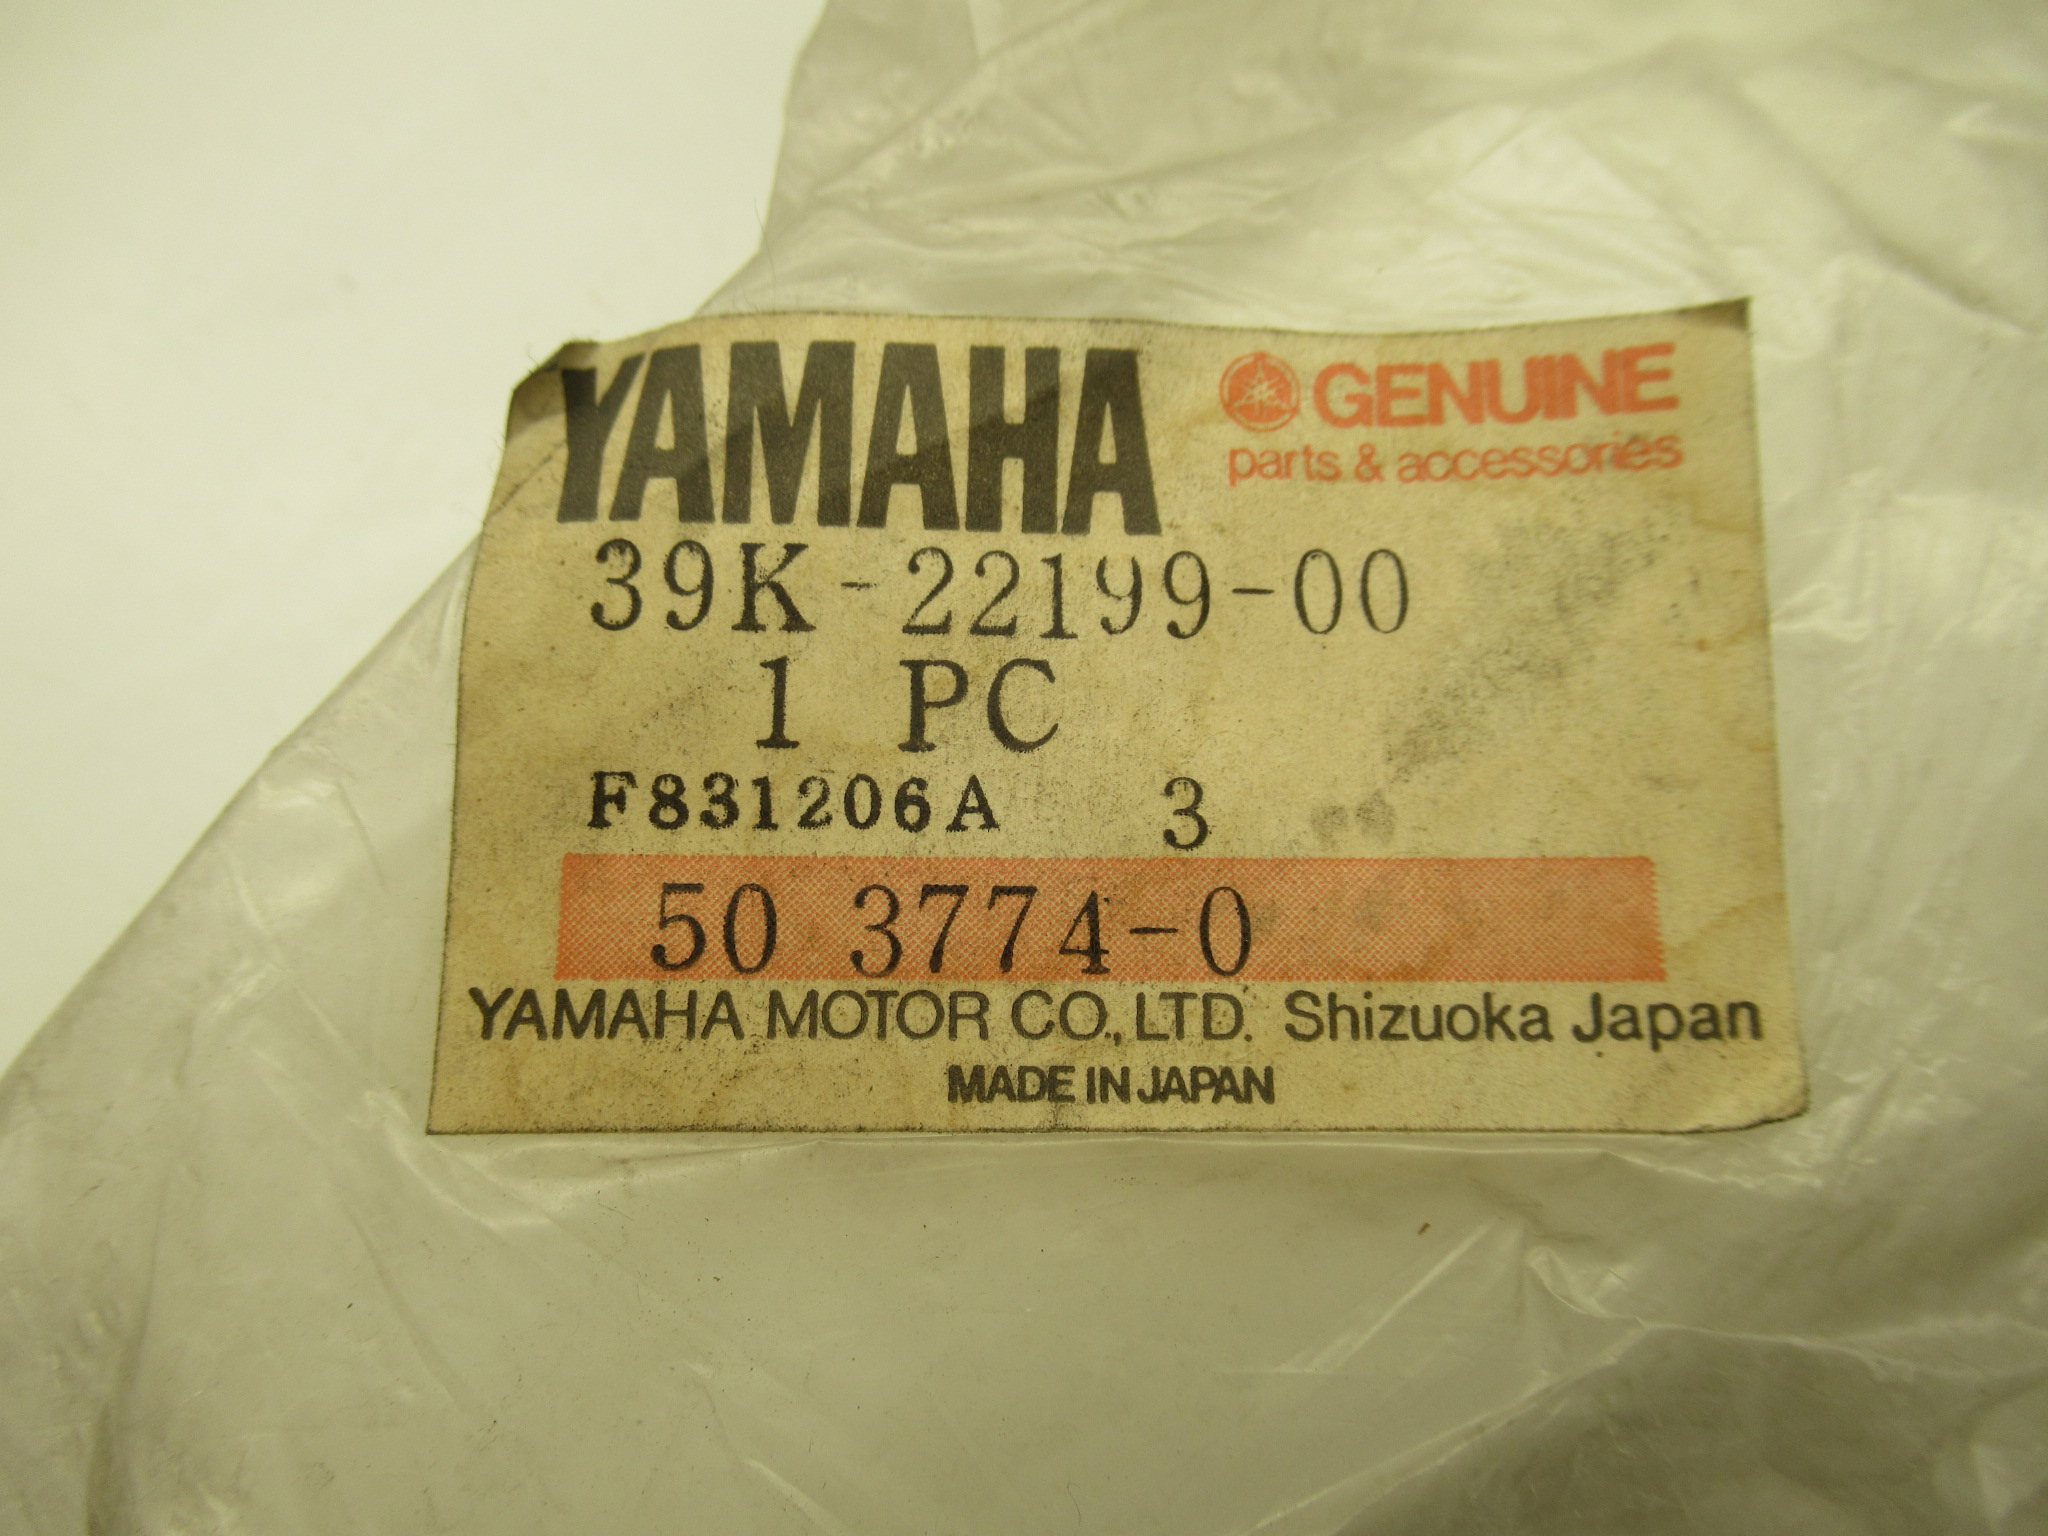 YAMAHA GENUINE
parts & accessories
39K-22199-00
1 PC
F831206A 3
50 3774-0
YAMAHA MOTOR CO., LTD. Shizuoka Japan
MADE IN JAPAN